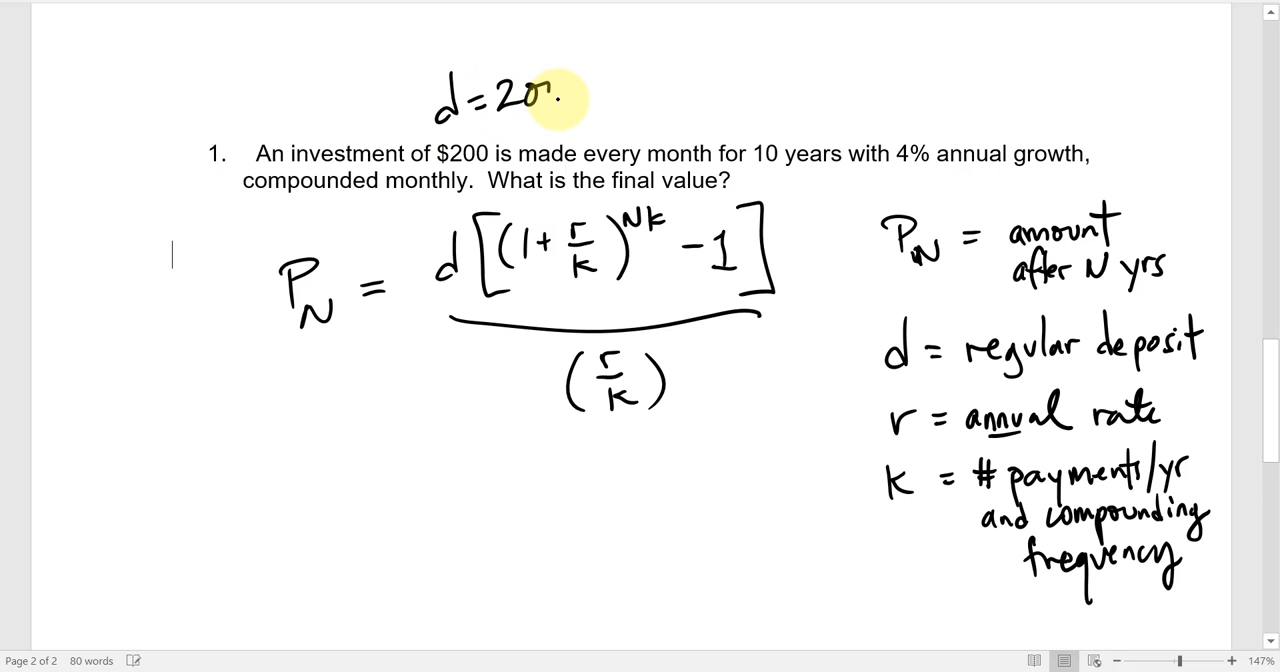 d = 20
1. An investment of $200 is made every month for 10 years with 4% annual growth,
compounded monthly. What is the final value?
P_N = d[(1 + r/k)^(Nk) - 1] / (r/k)
P_N = amount
after N yrs
d = regular deposit
r = annual rate
k = # payments/yr
and compounding
frequency
Page 2 of 2 80 words 147%